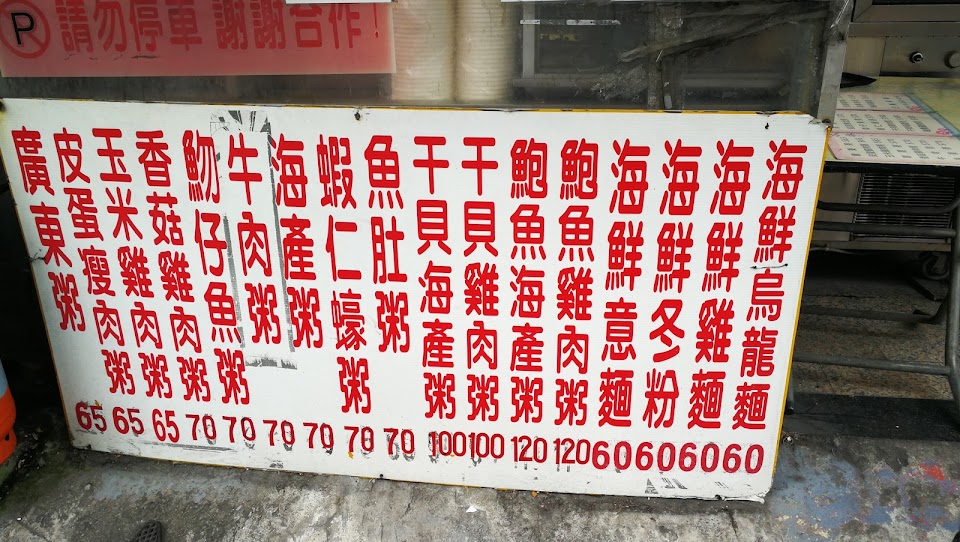 P
請勿停車 謝謝合作
廣東粥
皮蛋瘦肉粥
玉米雞肉粥
香菇雞肉粥
魩仔魚粥
牛肉粥
海產粥
蝦仁蠔粥
魚肚粥
干貝海產粥
干貝雞肉粥
鮑魚海產粥
鮑魚雞肉粥
海鮮意麵
海鮮冬粉
海鮮雞麵
海鮮烏龍麵
65 65 65 70 70 70 70 70 70 100 100 120 120 60 60 60 60